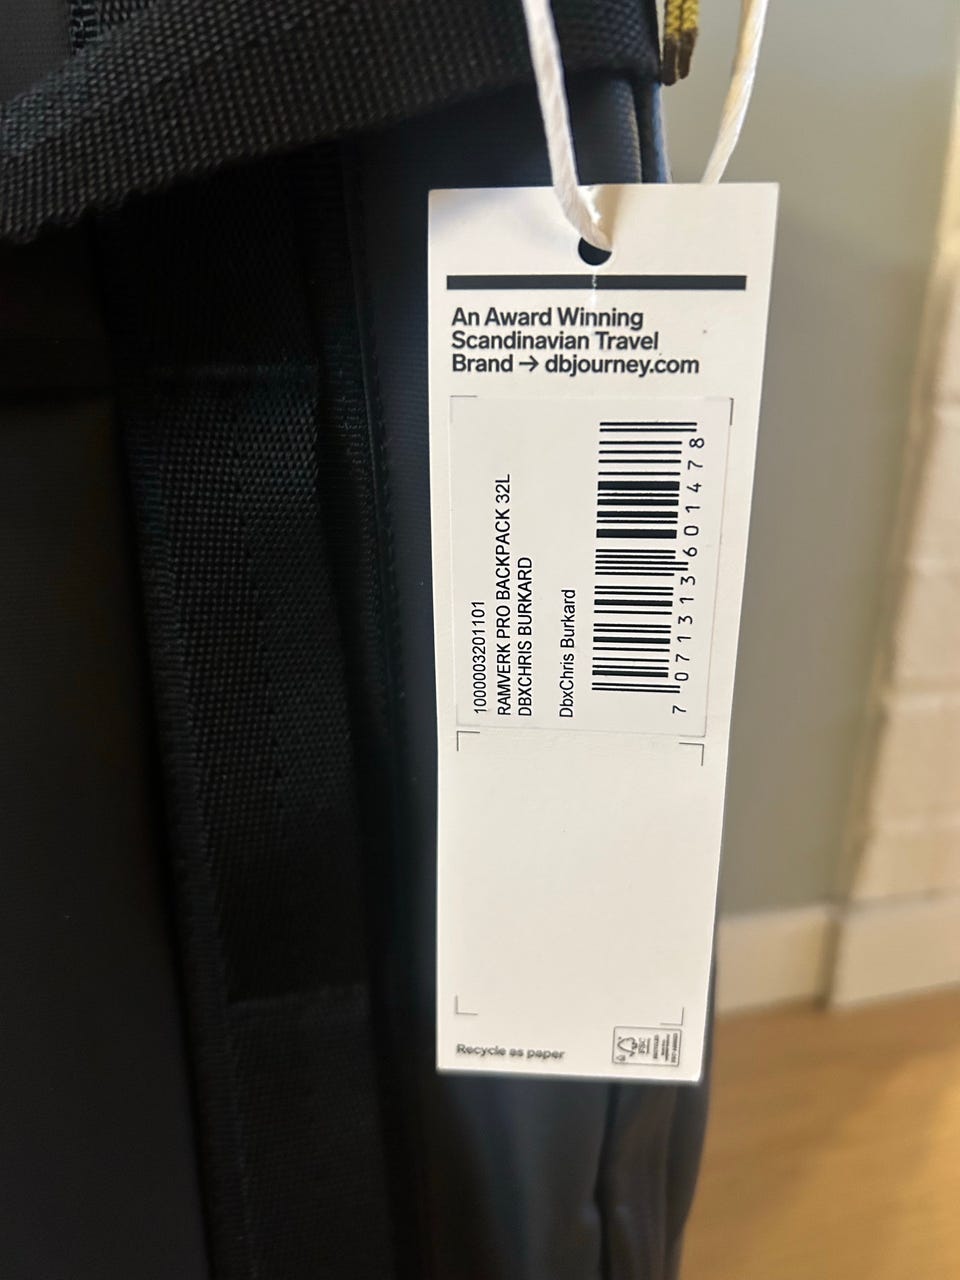 An Award Winning
Scandinavian Travel
Brand → dbjourney.com
1000003201101
RAMVERK PRO BACKPACK 32L
DBXCHRIS BURKARD
DbxChris Burkard
7 071313 601478
Recycle as paper
FSC